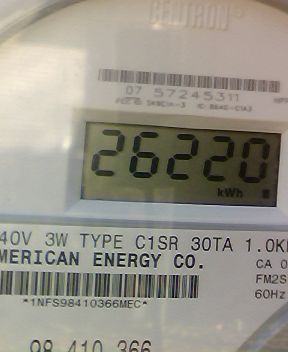 CENTRON
07 57245311
26220
kWh
40V 3W TYPE C1SR 30TA 1.0K
MERICAN ENERGY CO.
CA 0
FM2S
60Hz
*1NFS98410366MEC*
98 410 366